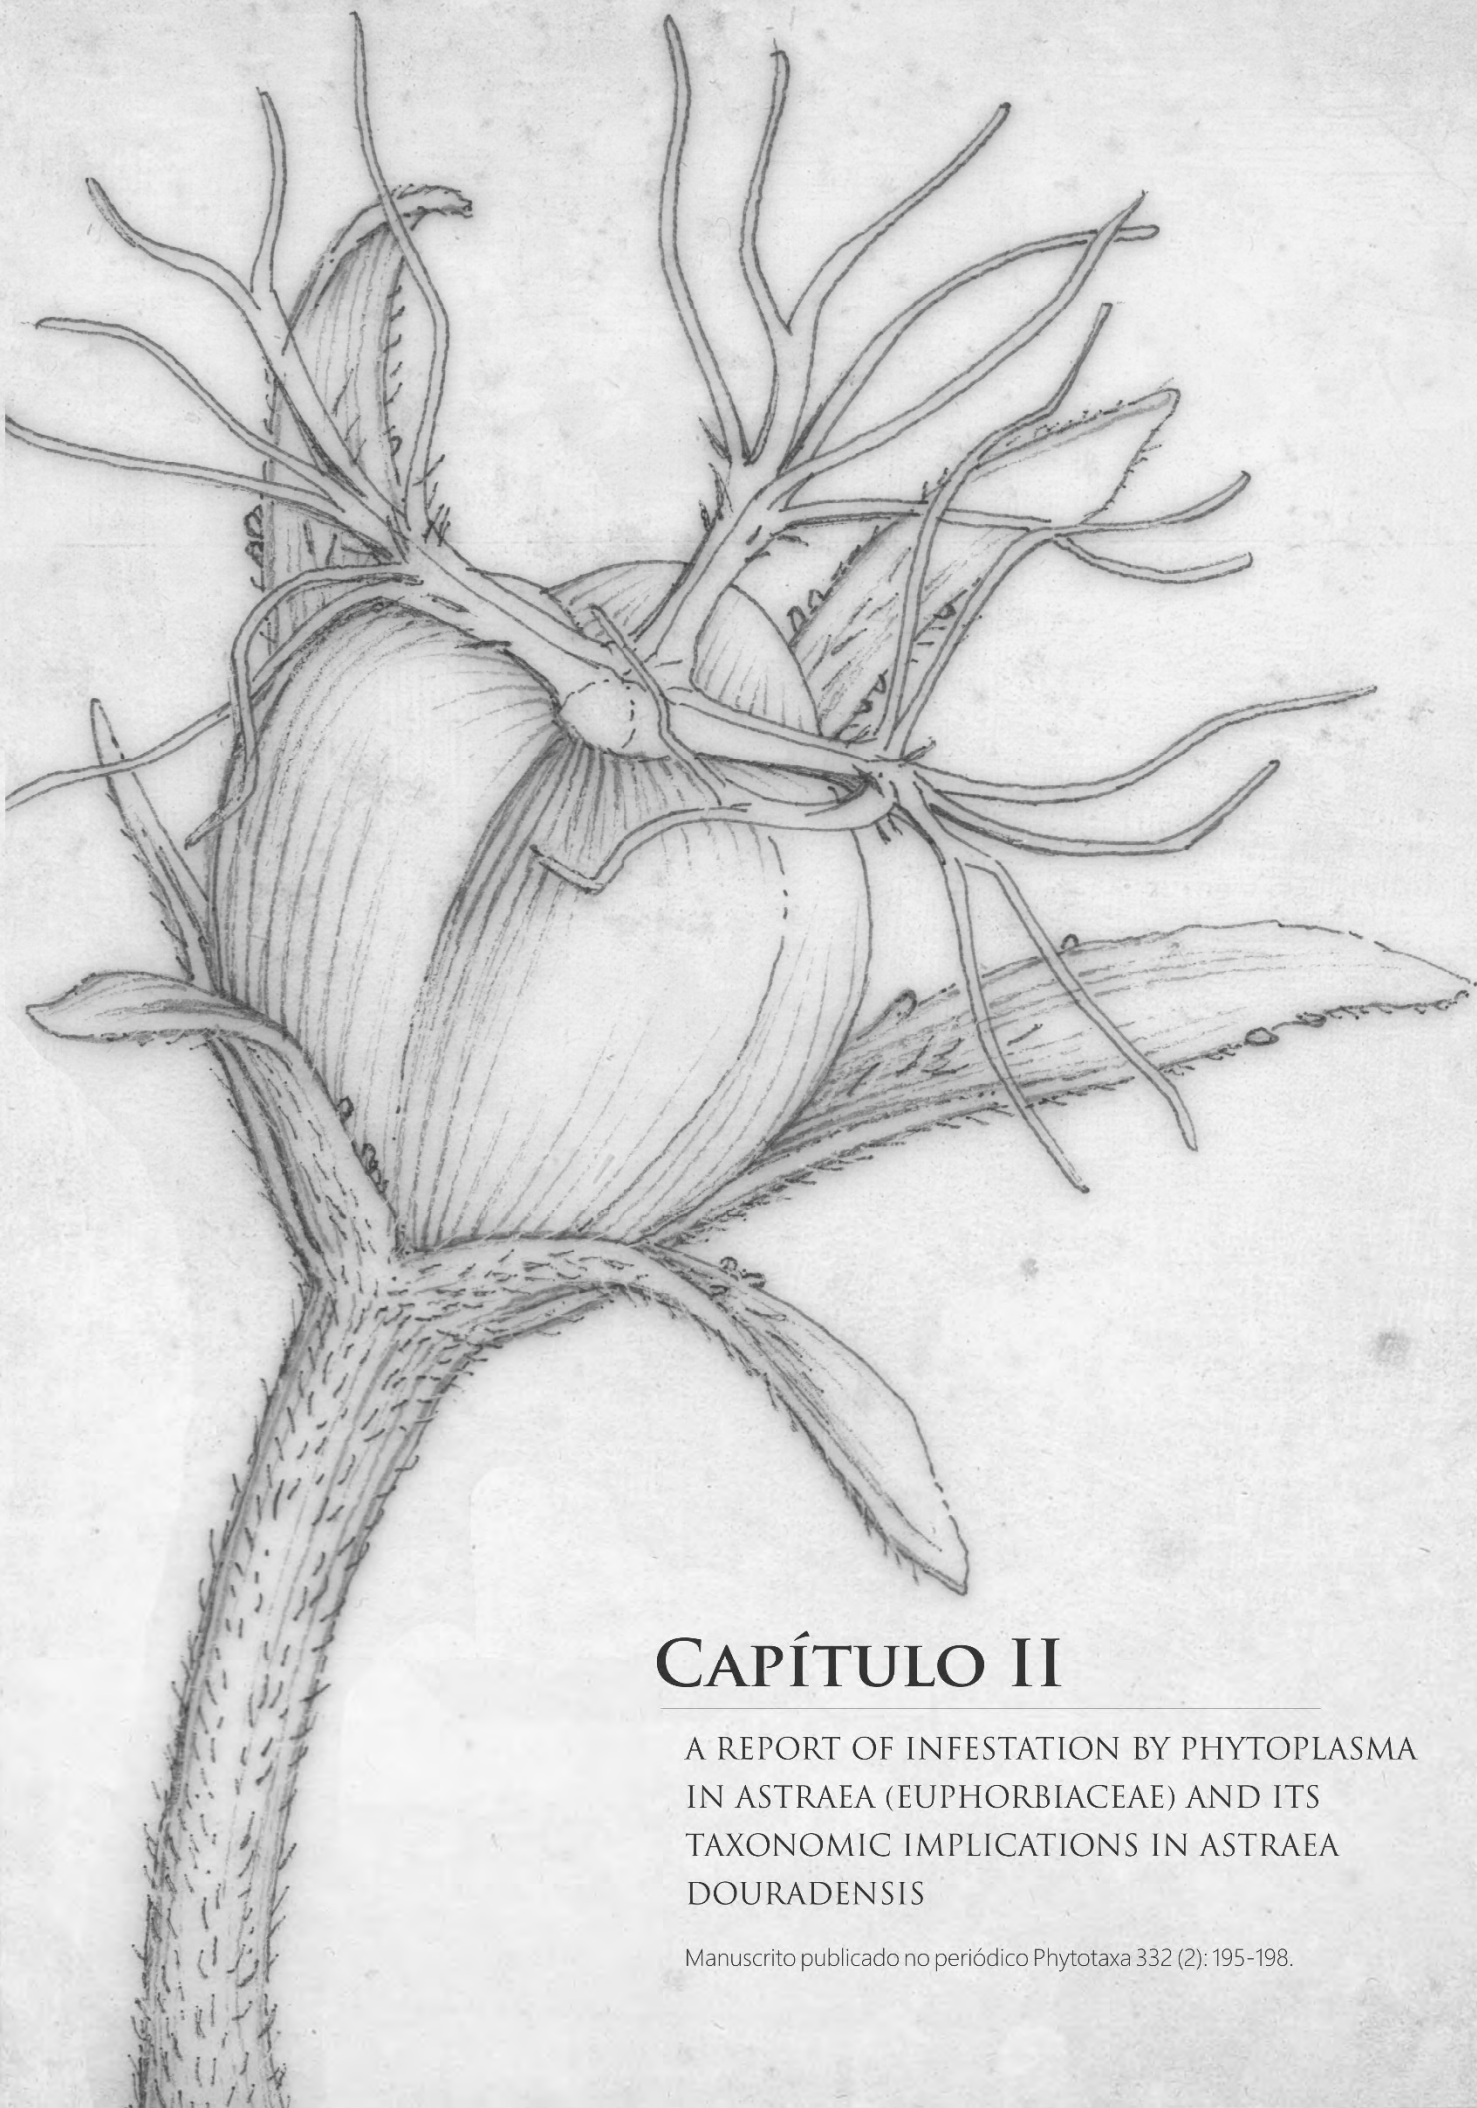 CAPÍTULO II
A REPORT OF INFESTATION BY PHYTOPLASMA
IN ASTRAEA (EUPHORBIACEAE) AND ITS
TAXONOMIC IMPLICATIONS IN ASTRAEA
DOURADENSIS
Manuscrito publicado no periódico Phytotaxa 332 (2): 195-198.